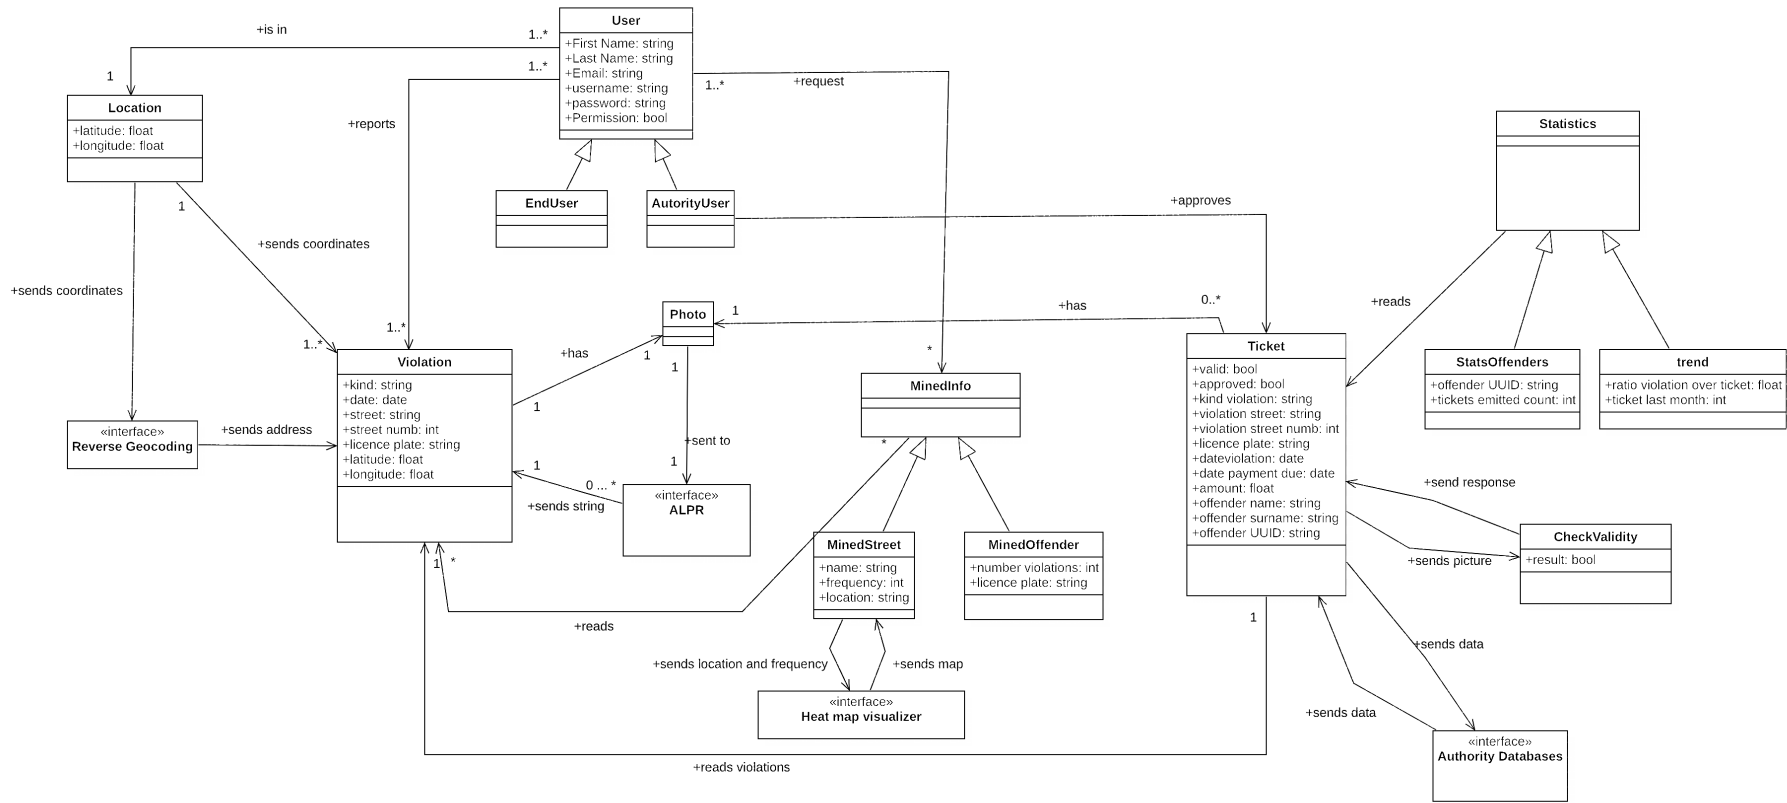 User
+First Name: string
+Last Name: string
+Email: string
+username: string
+password: string
+Permission: bool
+is in
1..*
1
1..*
+reports
1..*
1..*
+request
*
Location
+latitude: float
+longitude: float
1
+sends coordinates
1..*
+sends coordinates
EndUser
AutorityUser
+approves
Statistics
+reads
Photo
1
+has
0..*
+has
1
1
1
+sent to
1
Violation
+kind: string
+date: date
+street: string
+street numb: int
+licence plate: string
+latitude: float
+longitude: float
«interface»
Reverse Geocoding
+sends address
1
0 ... *
+sends string
«interface»
ALPR
MinedInfo
*
1
*
+reads
MinedStreet
+name: string
+frequency: int
+location: string
MinedOffender
+number violations: int
+licence plate: string
+sends location and frequency
+sends map
«interface»
Heat map visualizer
Ticket
+valid: bool
+approved: bool
+kind violation: string
+violation street: string
+violation street numb: int
+licence plate: string
+dateviolation: date
+date payment due: date
+amount: float
+offender name: string
+offender surname: string
+offender UUID: string
1
+reads violations
StatsOffenders
+offender UUID: string
+tickets emitted count: int
trend
+ratio violation over ticket: float
+ticket last month: int
+send response
+sends picture
CheckValidity
+result: bool
+sends data
+sends data
«interface»
Authority Databases